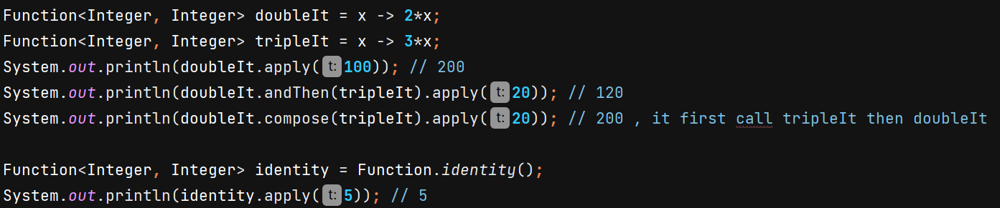 Function<Integer, Integer> doubleIt = x -> 2*x;
Function<Integer, Integer> tripleIt = x -> 3*x;
System.out.println(doubleIt.apply( t: 100)); // 200
System.out.println(doubleIt.andThen(tripleIt).apply( t: 20)); // 120
System.out.println(doubleIt.compose(tripleIt).apply( t: 20)); // 200 , it first call tripleIt then doubleIt
Function<Integer, Integer> identity = Function.identity();
System.out.println(identity.apply( t: 5)); // 5